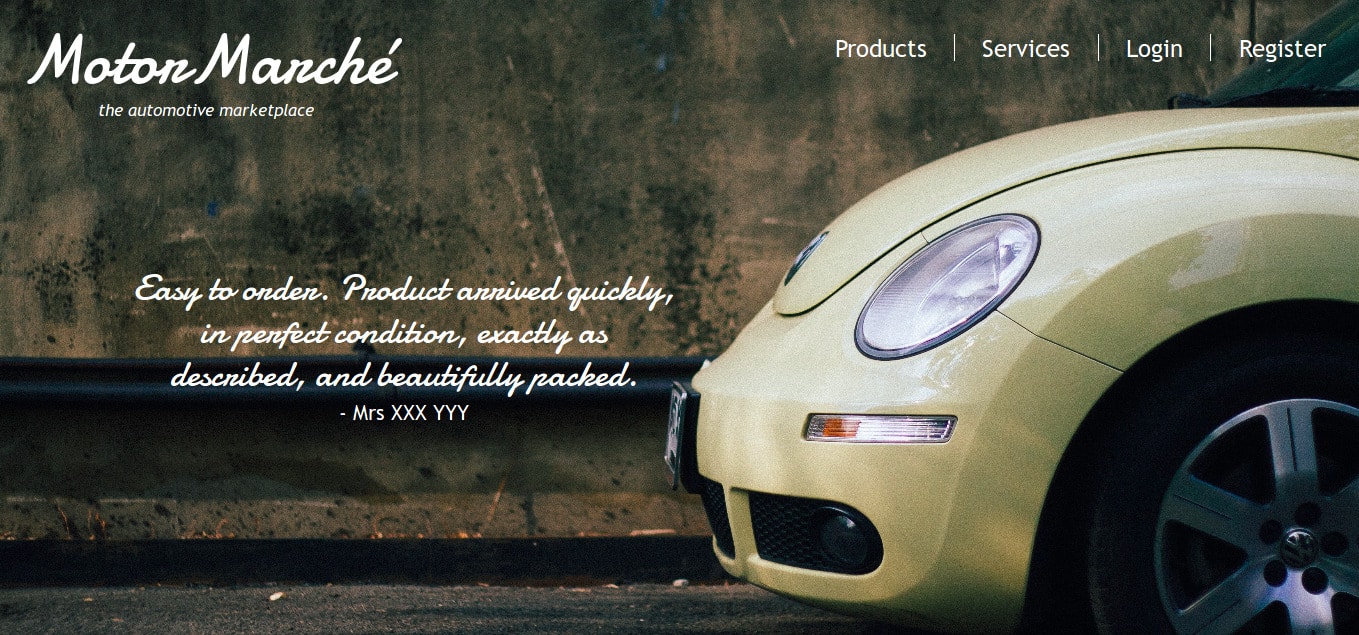 Motor Marché
the automotive marketplace
Products
Services
Login
Register
Easy to order. Product arrived quickly,
in perfect condition, exactly as
described, and beautifully packed.
- Mrs XXX YYY